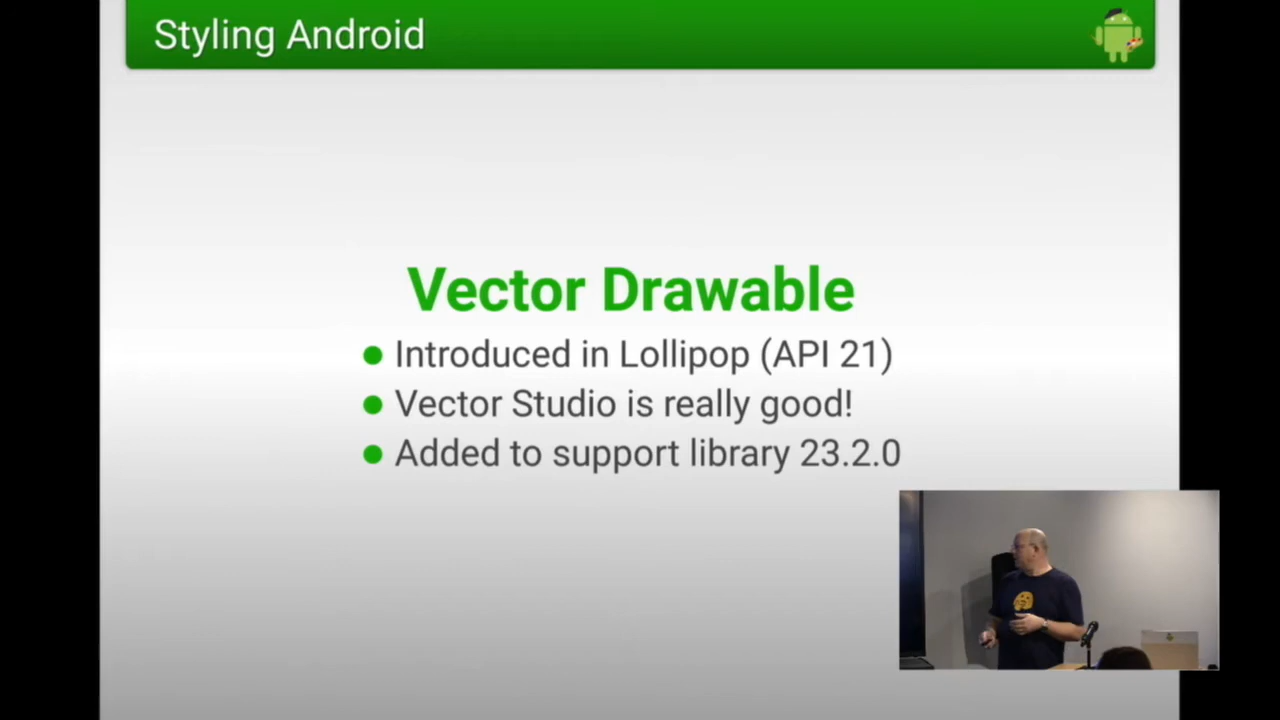 Styling Android
Vector Drawable
Introduced in Lollipop (API 21)
Vector Studio is really good!
Added to support library 23.2.0